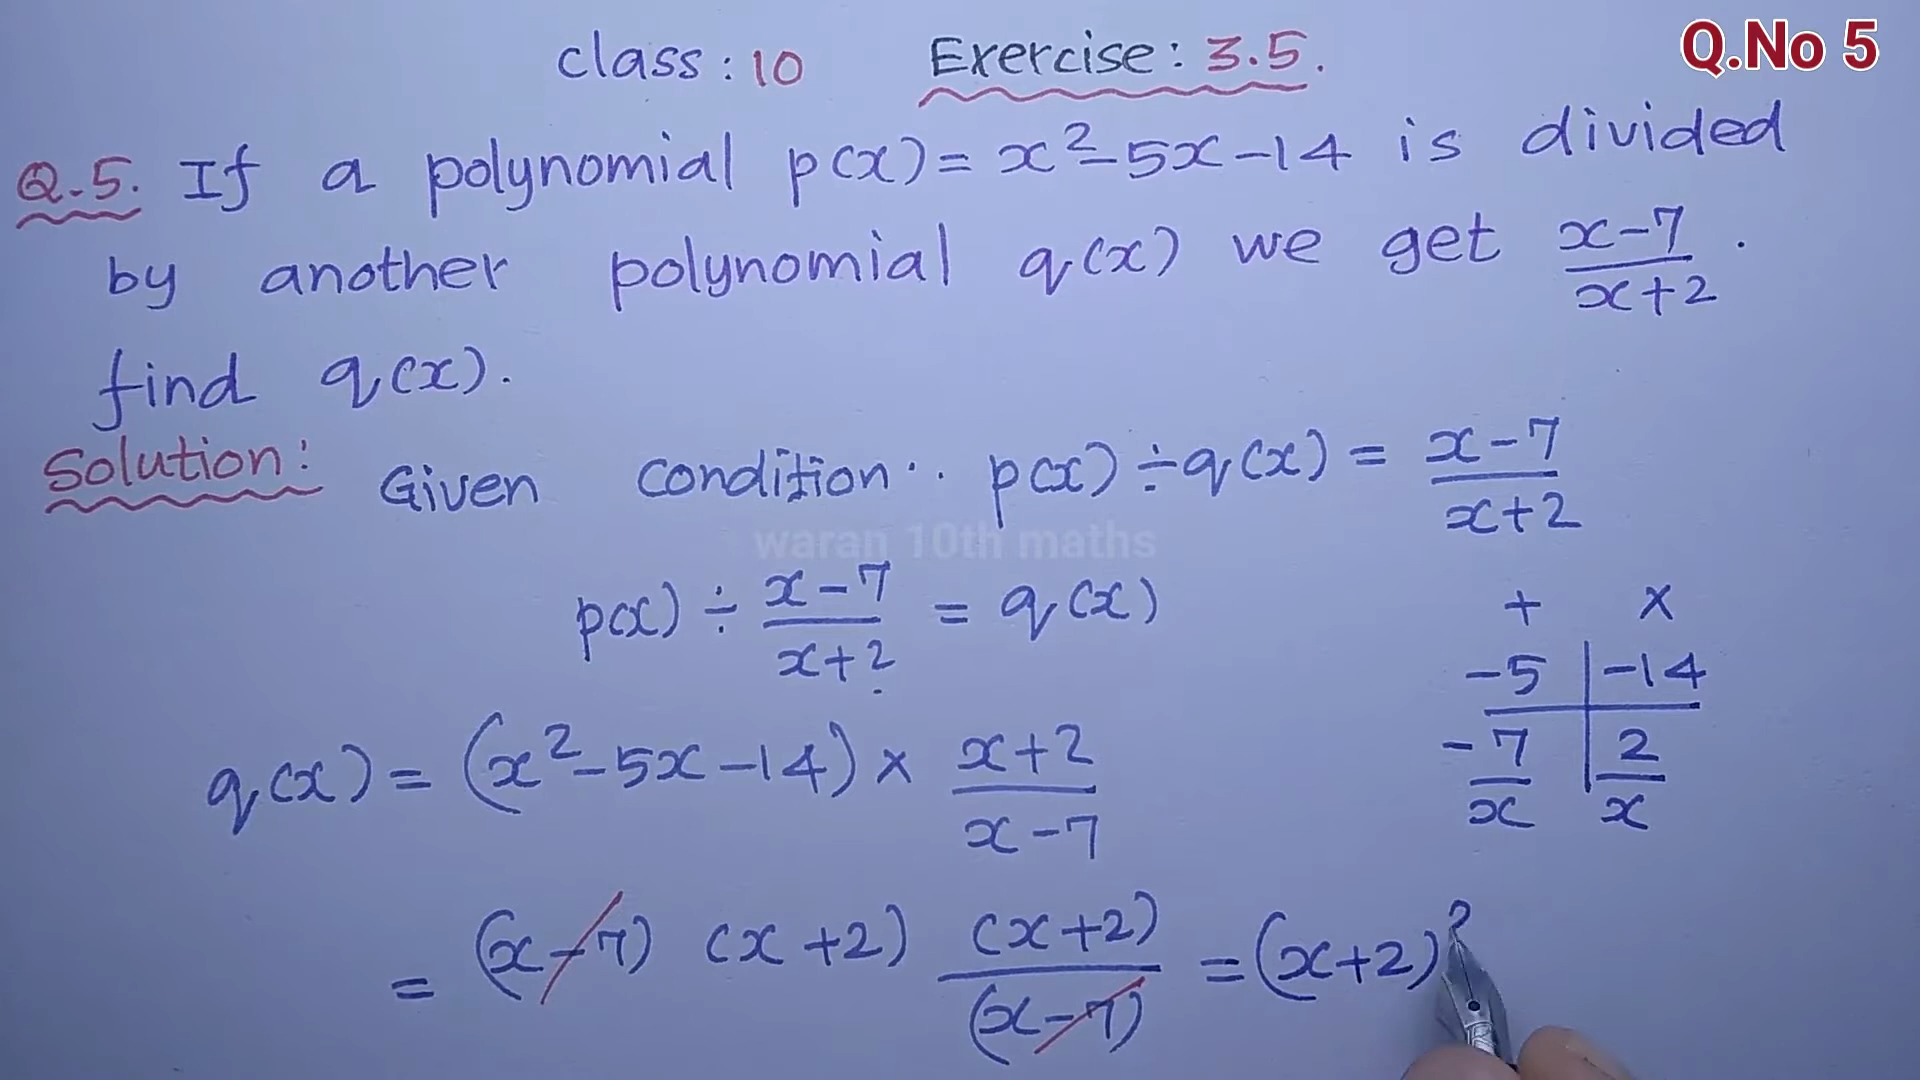 Q.No 5
class : 10 Exercise : 3.5.
Q.5. If a polynomial p(x) = x² - 5x - 14 is divided
by another polynomial q(x) we get (x-7)/(x+2) .
find q(x).
Solution : Given condition : p(x) ÷ q(x) = (x-7)/(x+2)
waran 10th maths
p(x) ÷ (x-7)/(x+2) = q(x)
+ ×
-5 | -14
-7/x | 2/x
q(x) = (x² - 5x - 14) × (x+2)/(x-7)
= (x-7) (x+2) (x+2)/(x-7) = (x+2)²